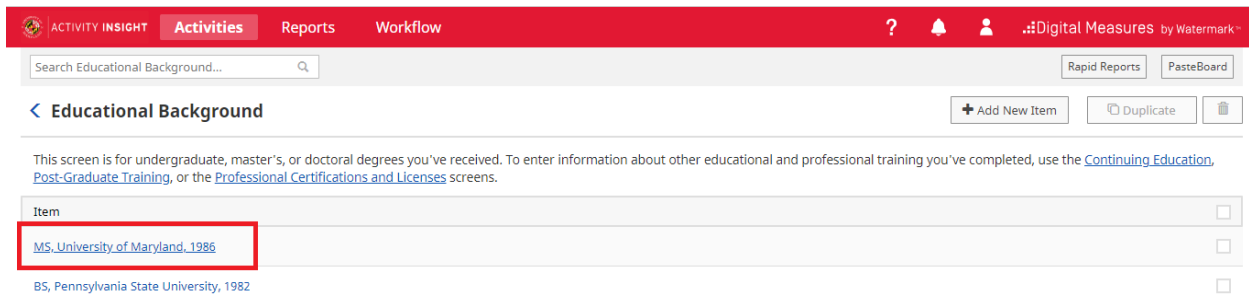 ACTIVITY INSIGHT Activities Reports Workflow ? Digital Measures by Watermark™
Search Educational Background... Rapid Reports PasteBoard
Educational Background Add New Item Duplicate
This screen is for undergraduate, master's, or doctoral degrees you've received. To enter information about other educational and professional training you've completed, use the Continuing Education,
Post-Graduate Training, or the Professional Certifications and Licenses screens.
Item
MS, University of Maryland, 1986
BS, Pennsylvania State University, 1982